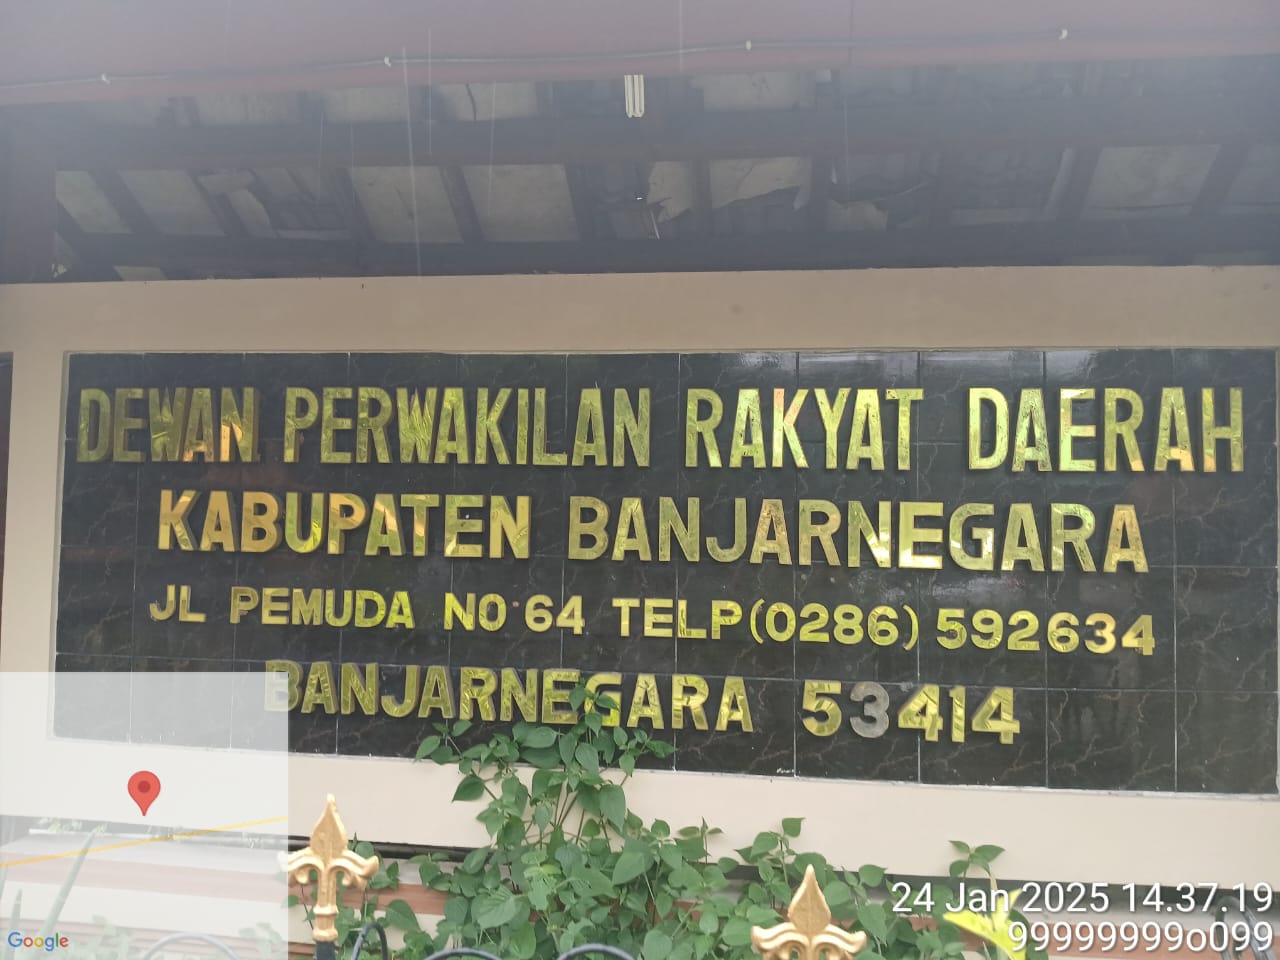 DEWAN PERWAKILAN RAKYAT DAERAH
KABUPATEN BANJARNEGARA
JL PEMUDA NO 64 TELP (0286) 592634
BANJARNEGARA 53414
24 Jan 2025 14.37.19
99999999o099
Google